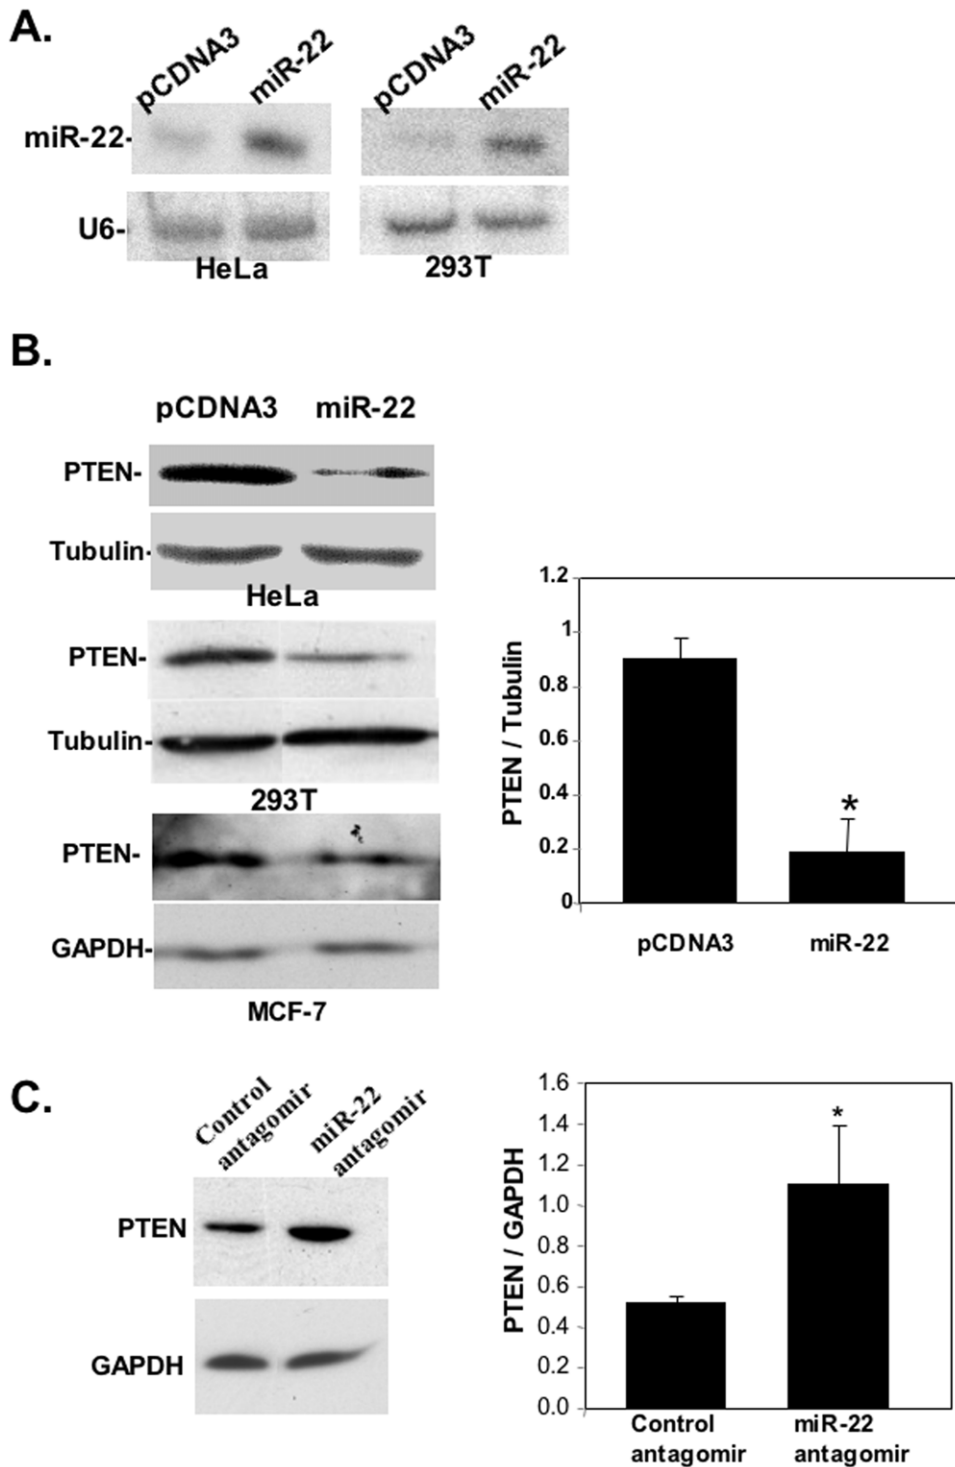 A.
pCDNA3 miR-22 pCDNA3 miR-22
miR-22-
U6-
HeLa 293T
B.
pCDNA3 miR-22
PTEN-
Tubulin-
HeLa
PTEN-
Tubulin-
293T
PTEN-
GAPDH-
MCF-7
PTEN / Tubulin
1.2
1
0.8
0.6
0.4
0.2
0
*
pCDNA3 miR-22
C.
Control
antagomir
miR-22
antagomir
PTEN
GAPDH
PTEN / GAPDH
1.6
1.4
1.2
1.0
0.8
0.6
0.4
0.2
0.0
*
Control
antagomir
miR-22
antagomir